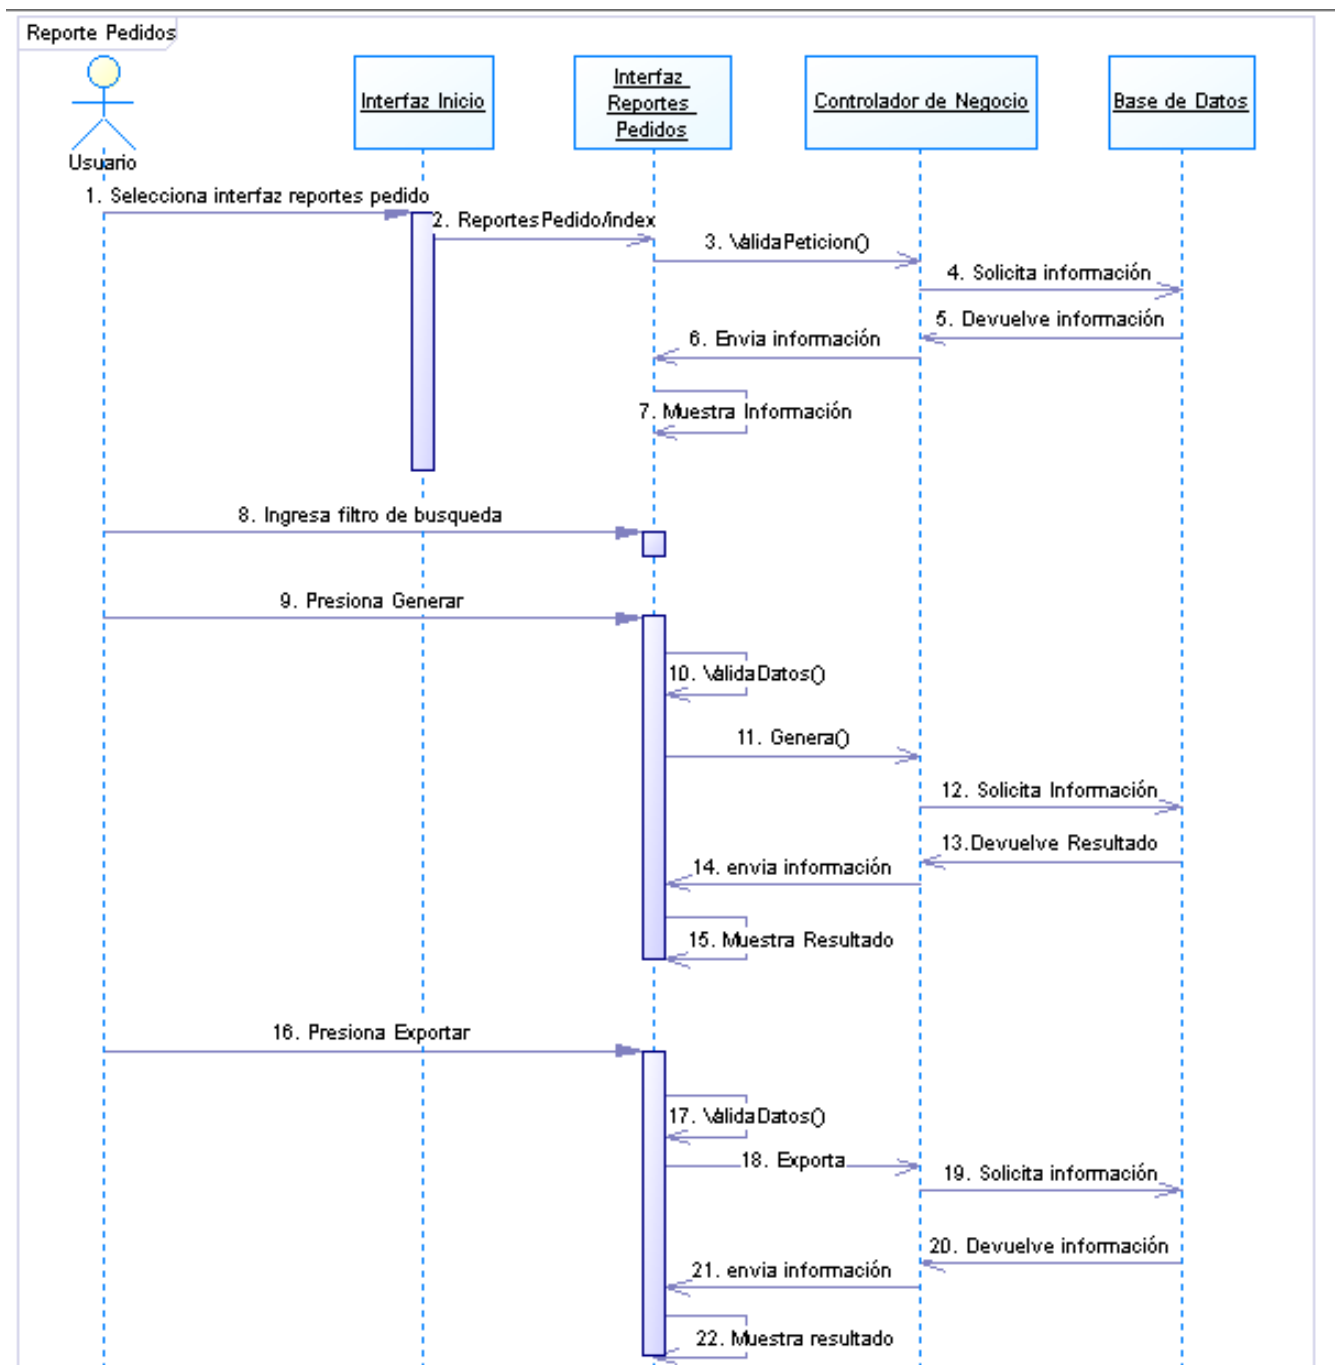 Reporte Pedidos
Usuario
Interfaz Inicio
Interfaz
Reportes
Pedidos
Controlador de Negocio
Base de Datos
1. Selecciona interfaz reportes pedido
2. ReportesPedido/index
3. ValidaPeticion()
4. Solicita información
5. Devuelve información
6. Envia información
7. Muestra Información
8. Ingresa filtro de busqueda
9. Presiona Generar
10. ValidaDatos()
11. Genera()
12. Solicita Información
13.Devuelve Resultado
14. envia información
15. Muestra Resultado
16. Presiona Exportar
17. ValidaDatos()
18. Exporta
19. Solicita información
20. Devuelve información
21. envia información
22. Muestra resultado